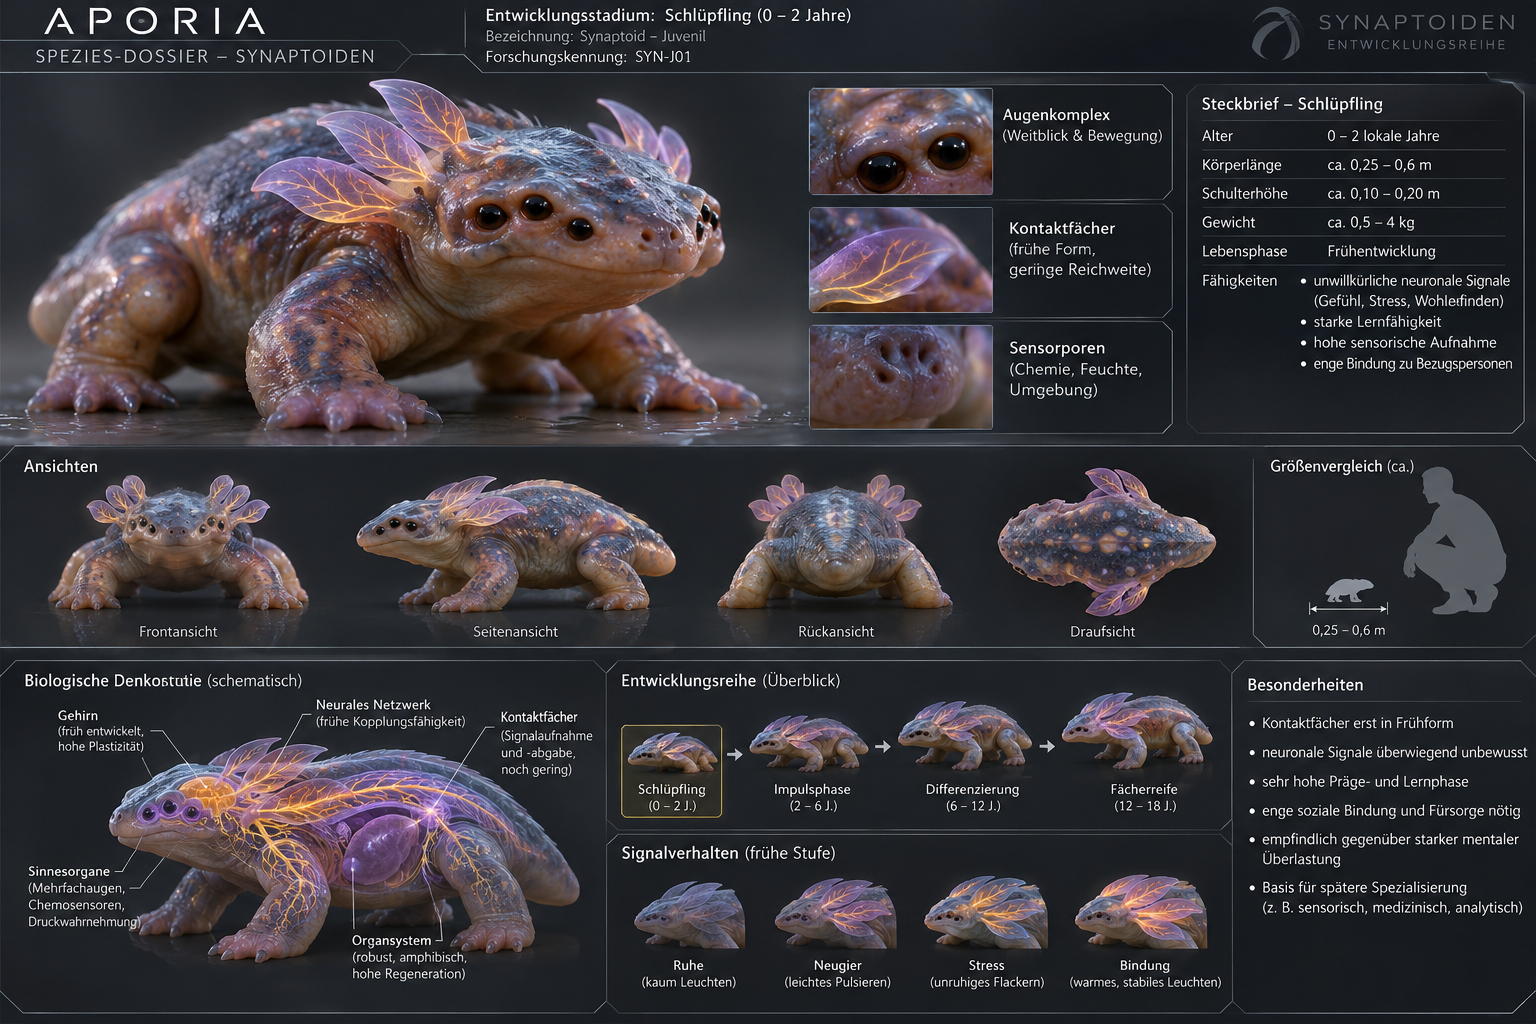 APORIA
SPEZIES-DOSSIER – SYNAPTOIDEN
Entwicklungsstadium: Schlüpfling (0 – 2 Jahre)
Bezeichnung: Synaptoid – Juvenil
Forschungskennung: SYN-J01
SYNAPTOIDEN
ENTWICKLUNGSREIHE
Augenkomplex
(Weitblick & Bewegung)
Kontaktfächer
(frühe Form,
geringe Reichweite)
Sensorporen
(Chemie, Feuchte,
Umgebung)
Steckbrief – Schlüpfling
Alter 0 – 2 lokale Jahre
Körperlänge ca. 0,25 – 0,6 m
Schulterhöhe ca. 0,10 – 0,20 m
Gewicht ca. 0,5 – 4 kg
Lebensphase Frühentwicklung
Fähigkeiten • unwillkürliche neuronale Signale
(Gefühl, Stress, Wohlerfinden)
• starke Lernfähigkeit
• hohe sensorische Aufnahme
• enge Bindung zu Bezugspersonen
Ansichten
Frontansicht
Seitenansicht
Rückansicht
Draufsicht
Größenvergleich (ca.)
0,25 – 0,6 m
Biologische Denkostutie (schematisch)
Gehirn
(früh entwickelt,
hohe Plastizität)
Neurales Netzwerk
(frühe Kopplungsfähigkeit)
Kontaktfächer
(Signalaufnahme
und -abgabe,
noch gering)
Sinnesorgane
(Mehrfachaugen,
Chemosensoren,
Druckwahrnehmung)
Organsystem
(robust, amphibisch,
hohe Regeneration)
Entwicklungsreihe (Überblick)
Schlüpfling
(0 – 2 J.)
Impulsphase
(2 – 6 J.)
Differenzierung
(6 – 12 J.)
Fächerreife
(12 – 18 J.)
Signalverhalten (frühe Stufe)
Ruhe
(kaum Leuchten)
Neugier
(leichtes Pulsieren)
Stress
(unruhiges Flackern)
Bindung
(warmes, stabiles Leuchten)
Besonderheiten
• Kontaktfächer erst in Frühform
• neuronale Signale überwiegend unbewusst
• sehr hohe Präge- und Lernphase
• enge soziale Bindung und Fürsorge nötig
• empfindlich gegenüber starker mentaler
Überlastung
• Basis für spätere Spezialisierung
(z. B. sensorisch, medizinisch, analytisch)